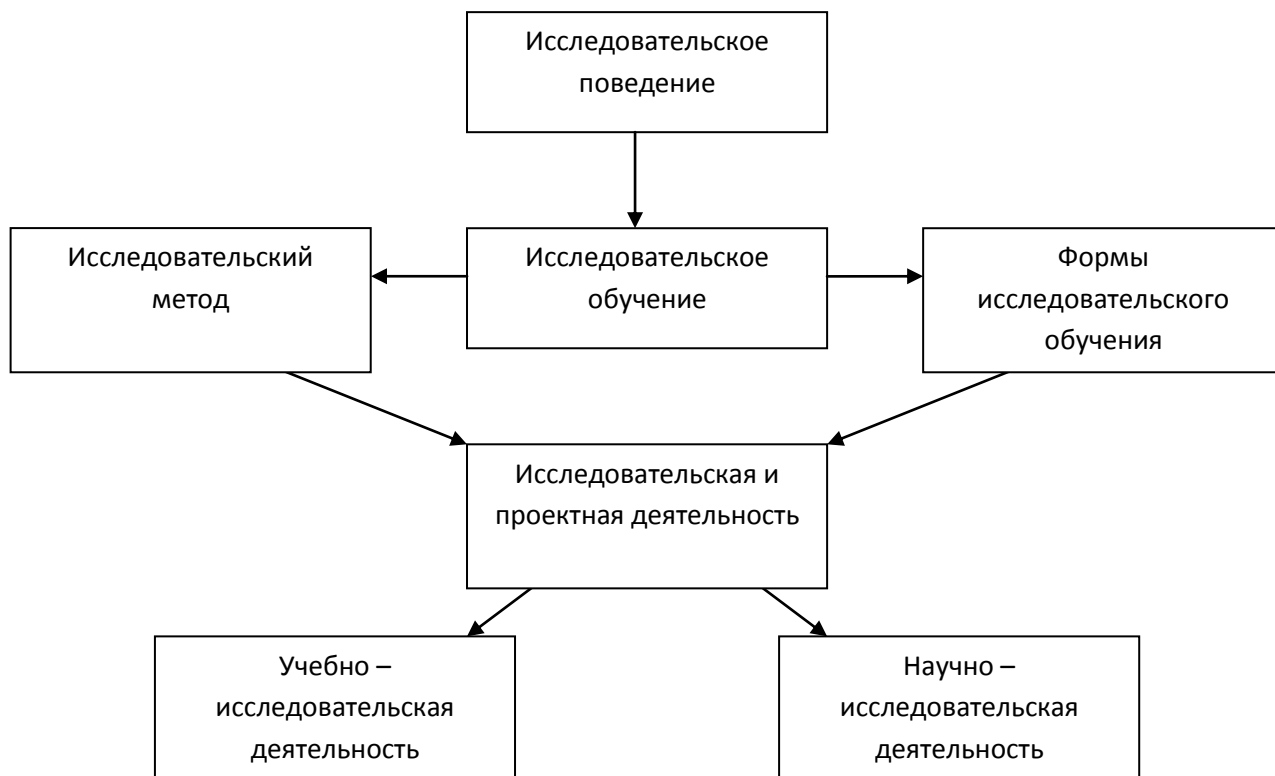 Исследовательское
поведение
Исследовательский
метод
Исследовательское
обучение
Формы
исследовательского
обучения
Исследовательская и
проектная деятельность
Учебно –
исследовательская
деятельность
Научно –
исследовательская
деятельность